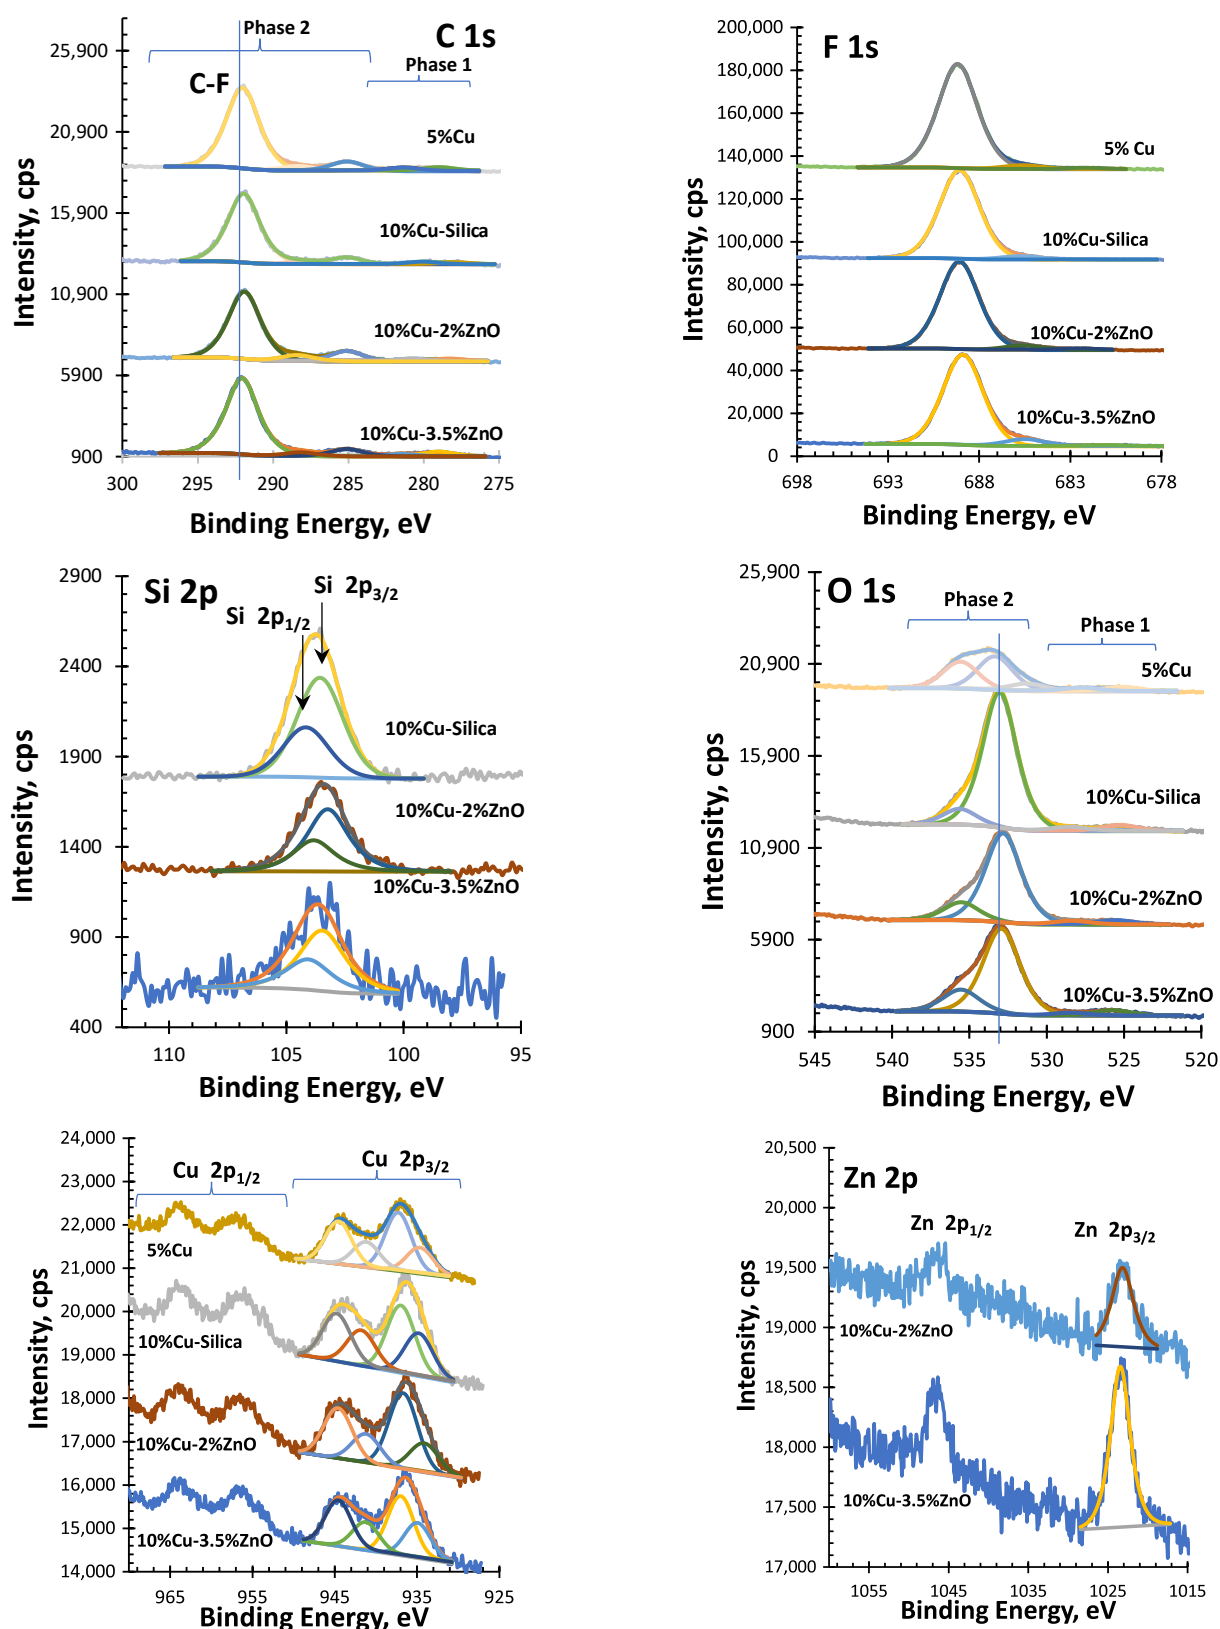 Phase 2
C 1s
Phase 1
C-F
5%Cu
10%Cu-Silica
10%Cu-2%ZnO
10%Cu-3.5%ZnO
25,900
20,900
15,900
10,900
5900
900
300 295 290 285 280 275
Intensity, cps
Binding Energy, eV
F 1s
200,000
180,000
160,000
140,000
120,000
100,000
80,000
60,000
40,000
20,000
0
5% Cu
10%Cu-Silica
10%Cu-2%ZnO
10%Cu-3.5%ZnO
698 693 688 683 678
Intensity, cps
Binding Energy, eV
Si 2p
Si 2p3/2
Si 2p1/2
2900
2400
1900
1400
900
400
10%Cu-Silica
10%Cu-2%ZnO
10%Cu-3.5%ZnO
110 105 100 95
Intensity, cps
Binding Energy, eV
O 1s
Phase 2
Phase 1
25,900
20,900
15,900
10,900
5900
900
5%Cu
10%Cu-Silica
10%Cu-2%ZnO
10%Cu-3.5%ZnO
545 540 535 530 525 520
Intensity, cps
Binding Energy, eV
Cu 2p1/2
Cu 2p3/2
24,000
23,000
22,000
21,000
20,000
19,000
18,000
17,000
16,000
15,000
14,000
5%Cu
10%Cu-Silica
10%Cu-2%ZnO
10%Cu-3.5%ZnO
965 955 945 935 925
Intensity, cps
Binding Energy, eV
Zn 2p
Zn 2p1/2
Zn 2p3/2
20,500
20,000
19,500
19,000
18,500
18,000
17,500
17,000
10%Cu-2%ZnO
10%Cu-3.5%ZnO
1055 1045 1035 1025 1015
Intensity, cps
Binding Energy, eV